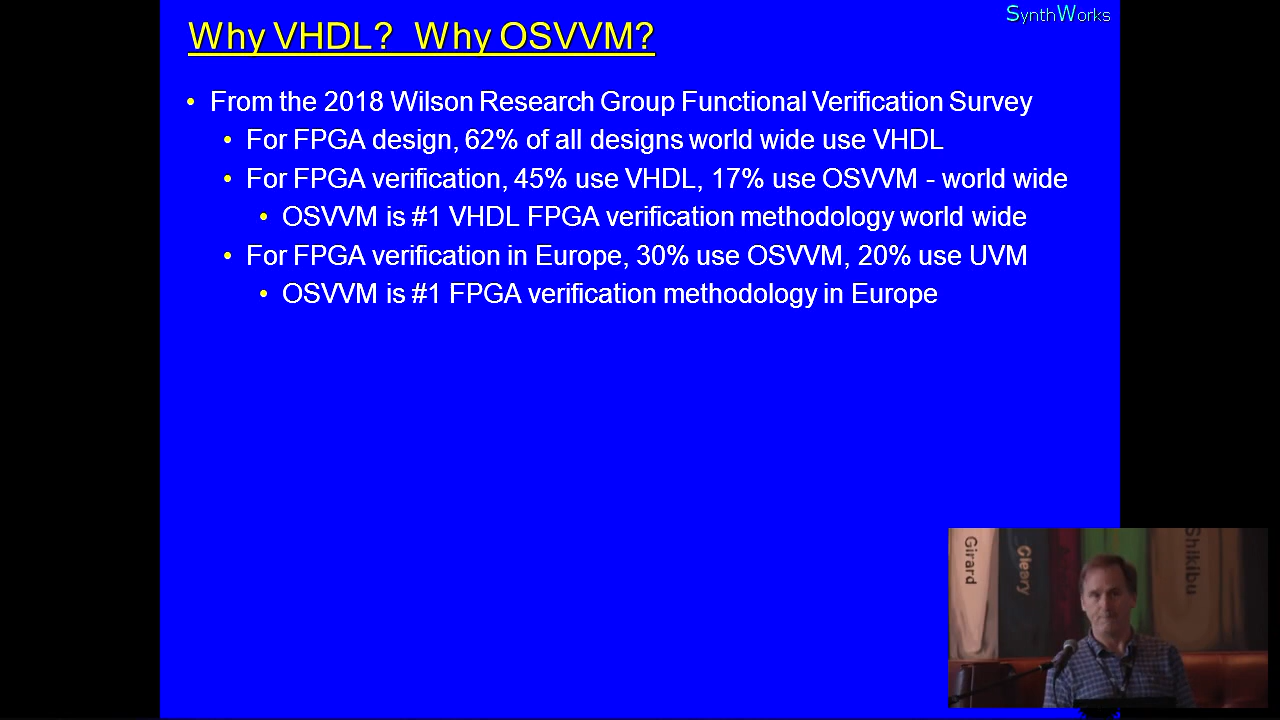 SynthWorks
Why VHDL? Why OSVVM?
• From the 2018 Wilson Research Group Functional Verification Survey
• For FPGA design, 62% of all designs world wide use VHDL
• For FPGA verification, 45% use VHDL, 17% use OSVVM - world wide
• OSVVM is #1 VHDL FPGA verification methodology world wide
• For FPGA verification in Europe, 30% use OSVVM, 20% use UVM
• OSVVM is #1 FPGA verification methodology in Europe
Girard
Cleary
Shikibu